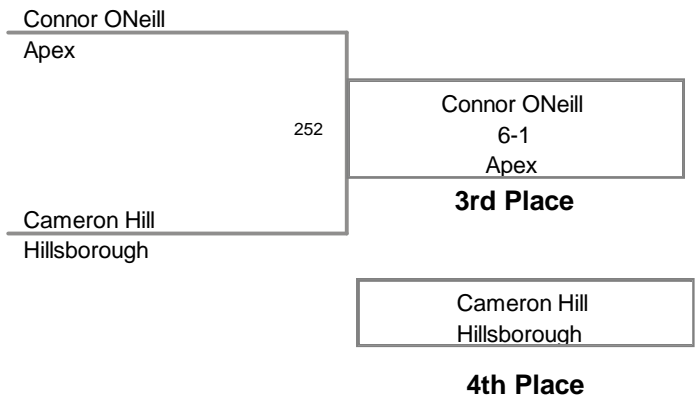 Connor ONeill
Apex
252
Connor ONeill
6-1
Apex
3rd Place
Cameron Hill
Hillsborough
Cameron Hill
Hillsborough
4th Place